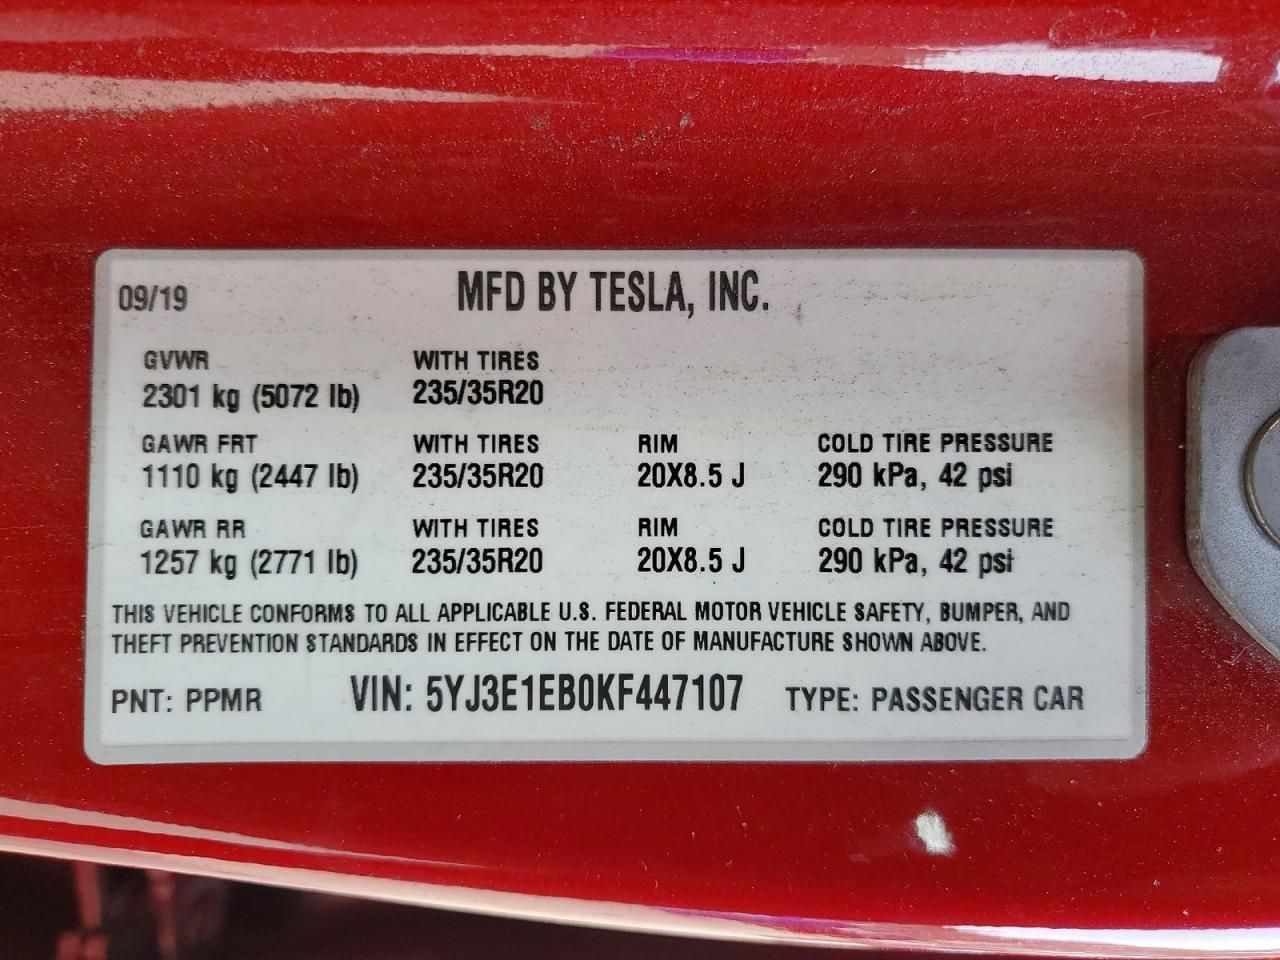 09/19 MFD BY TESLA, INC.
GVWR WITH TIRES
2301 kg (5072 lb) 235/35R20
GAWR FRT WITH TIRES RIM COLD TIRE PRESSURE
1110 kg (2447 lb) 235/35R20 20X8.5 J 290 kPa, 42 psi
GAWR RR WITH TIRES RIM COLD TIRE PRESSURE
1257 kg (2771 lb) 235/35R20 20X8.5 J 290 kPa, 42 psi
THIS VEHICLE CONFORMS TO ALL APPLICABLE U.S. FEDERAL MOTOR VEHICLE SAFETY, BUMPER, AND
THEFT PREVENTION STANDARDS IN EFFECT ON THE DATE OF MANUFACTURE SHOWN ABOVE.
PNT: PPMR VIN: 5YJ3E1EB0KF447107 TYPE: PASSENGER CAR